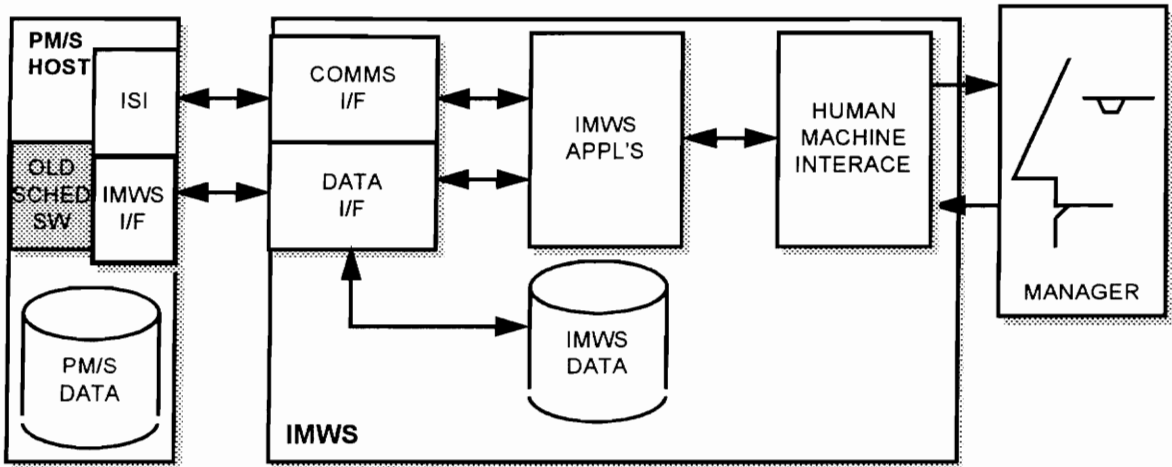 PM/S
HOST
ISI
OLD
SCHED
SW
IMWS
I/F
PM/S
DATA
COMMS
I/F
DATA
I/F
IMWS
APPL'S
HUMAN
MACHINE
INTERACE
IMWS
DATA
IMWS
MANAGER